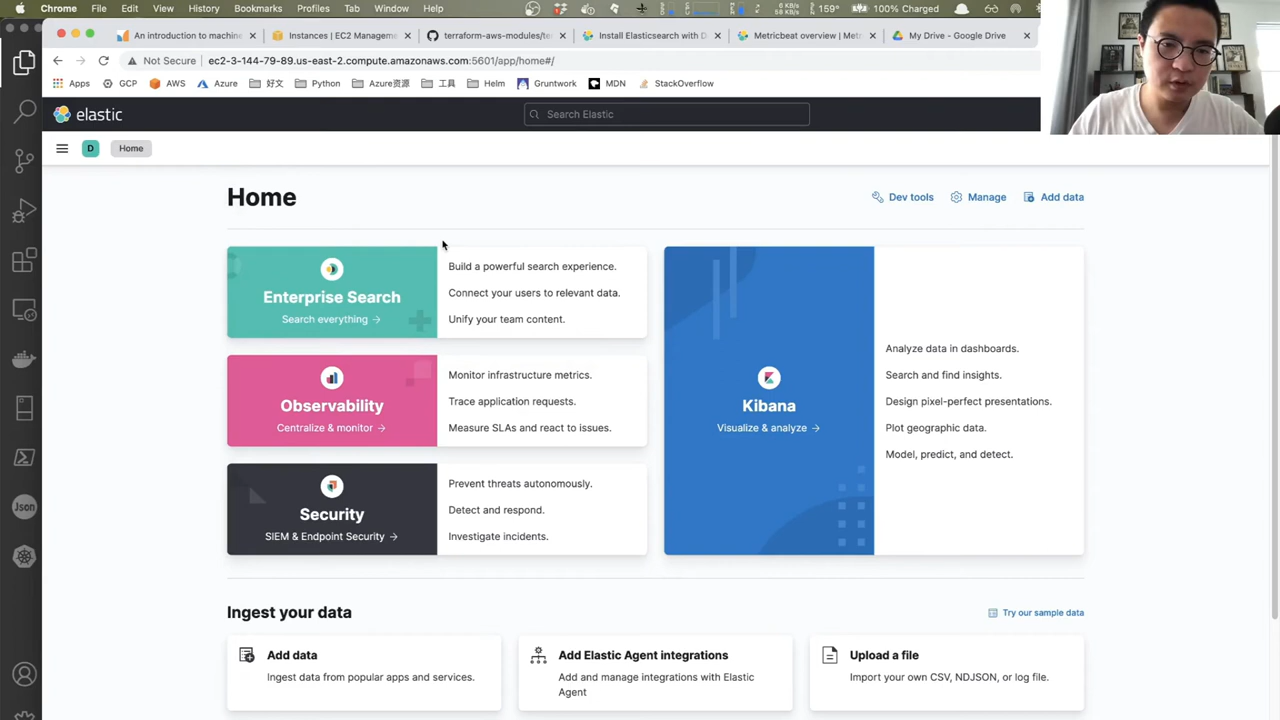 Chrome File Edit View History Bookmarks Profiles Tab Window Help
56 KB/s
159°
% Charged
An introduction to machine
Instances | EC2 Manageme
terraform-aws-modules/ter
Install Elasticsearch with D
Metricbeat overview | Metri
My Drive - Google Drive
Not Secure ec2-3-144-79-89.us-east-2.compute.amazonaws.com:5601/app/home#/
Apps GCP AWS Azure 好文 Python Azure资源 工具 Helm Gruntwork MDN StackOverflow
elastic
Search Elastic
D Home
Home
Dev tools Manage Add data
Enterprise Search
Search everything →
Build a powerful search experience.
Connect your users to relevant data.
Unify your team content.
Observability
Centralize & monitor →
Monitor infrastructure metrics.
Trace application requests.
Measure SLAs and react to issues.
Security
SIEM & Endpoint Security →
Prevent threats autonomously.
Detect and respond.
Investigate incidents.
Kibana
Visualize & analyze →
Analyze data in dashboards.
Search and find insights.
Design pixel-perfect presentations.
Plot geographic data.
Model, predict, and detect.
Ingest your data
Try our sample data
Add data
Ingest data from popular apps and services.
Add Elastic Agent integrations
Add and manage integrations with Elastic
Agent
Upload a file
Import your own CSV, NDJSON, or log file.
Json